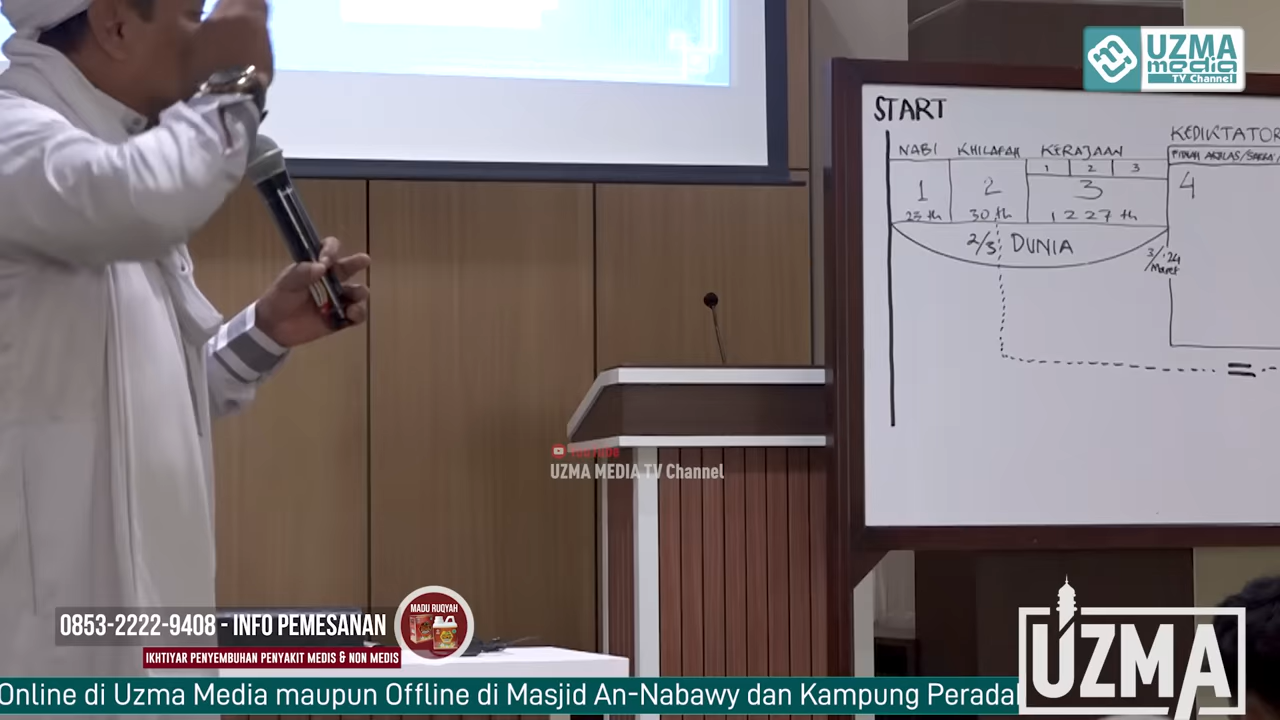 UZMA
media
TV Channel
START
KEDIKTATOR
NABI KHILAFAH KERAJAAN
1 2 3
1 2 3 4
23 th 30 th 1227 th
2/3 DUNIA
3/'24
Maret
=
YouTube
UZMA MEDIA TV Channel
MADU RUQYAH
0853-2222-9408 - INFO PEMESANAN
IKHTIYAR PENYEMBUHAN PENYAKIT MEDIS & NON MEDIS
UZMA
Online di Uzma Media maupun Offline di Masjid An-Nabawy dan Kampung Perada